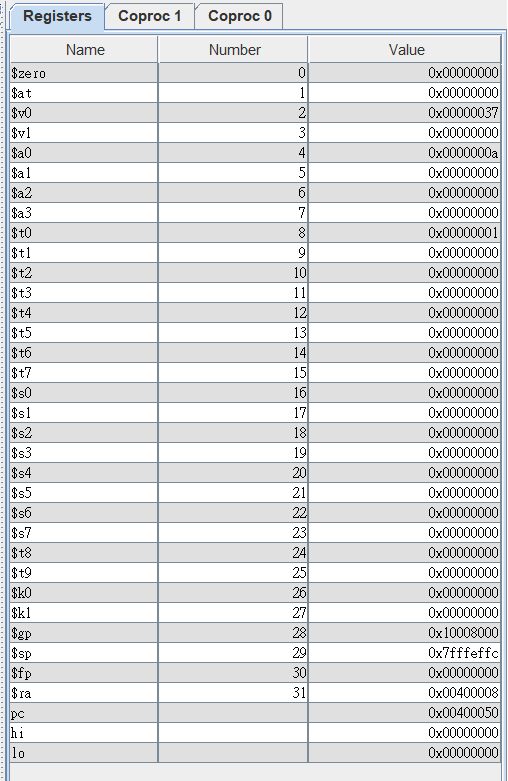 Registers Coproc 1 Coproc 0
Name Number Value
$zero 0 0x00000000
$at 1 0x00000000
$v0 2 0x00000037
$v1 3 0x00000000
$a0 4 0x0000000a
$a1 5 0x00000000
$a2 6 0x00000000
$a3 7 0x00000000
$t0 8 0x00000001
$t1 9 0x00000000
$t2 10 0x00000000
$t3 11 0x00000000
$t4 12 0x00000000
$t5 13 0x00000000
$t6 14 0x00000000
$t7 15 0x00000000
$s0 16 0x00000000
$s1 17 0x00000000
$s2 18 0x00000000
$s3 19 0x00000000
$s4 20 0x00000000
$s5 21 0x00000000
$s6 22 0x00000000
$s7 23 0x00000000
$t8 24 0x00000000
$t9 25 0x00000000
$k0 26 0x00000000
$k1 27 0x00000000
$gp 28 0x10008000
$sp 29 0x7fffeffc
$fp 30 0x00000000
$ra 31 0x00400008
pc 0x00400050
hi 0x00000000
lo 0x00000000